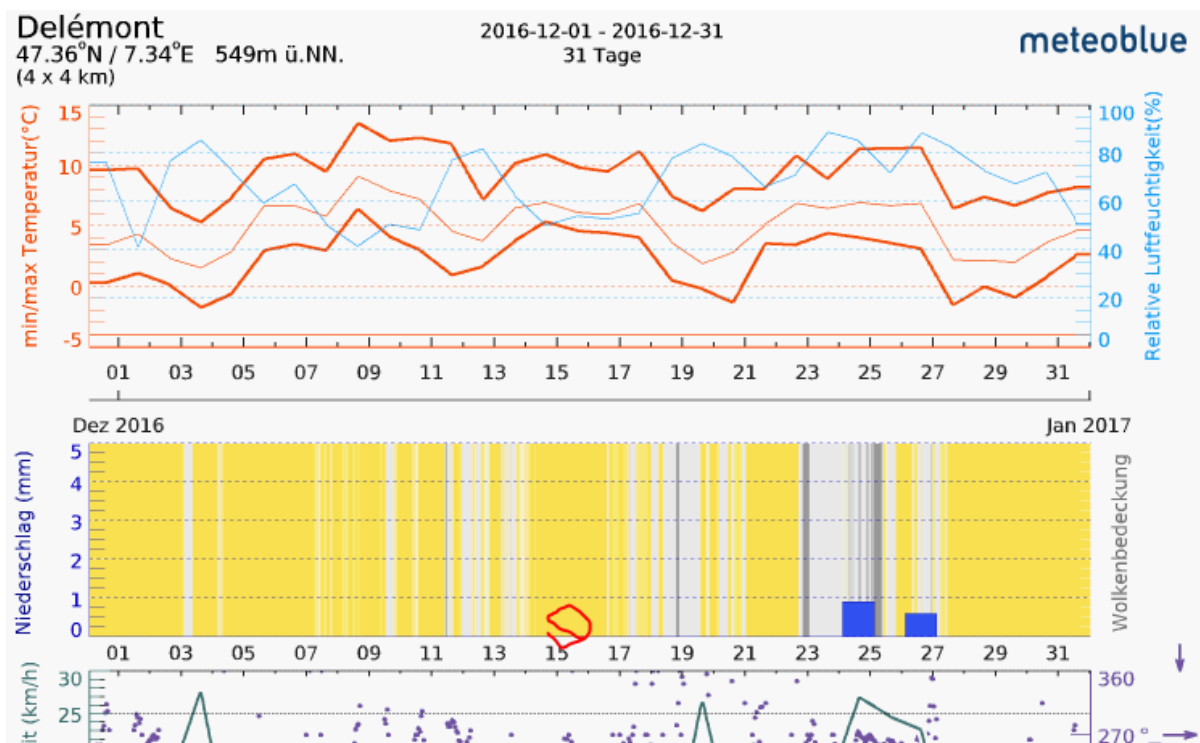 Delémont
47.36°N / 7.34°E 549m ü.NN.
(4 x 4 km)
2016-12-01 - 2016-12-31
31 Tage
meteoblue
min/max Temperatur(°C)
15
10
5
0
-5
100
80
60
40
20
0
Relative Luftfeuchtigkeit(%)
01 03 05 07 09 11 13 15 17 19 21 23 25 27 29 31
Dez 2016
Jan 2017
Niederschlag (mm)
5
4
3
2
1
0
Wolkenbedeckung
01 03 05 07 09 11 13 15 17 19 21 23 25 27 29 31
it (km/h)
30
25
360
270 °